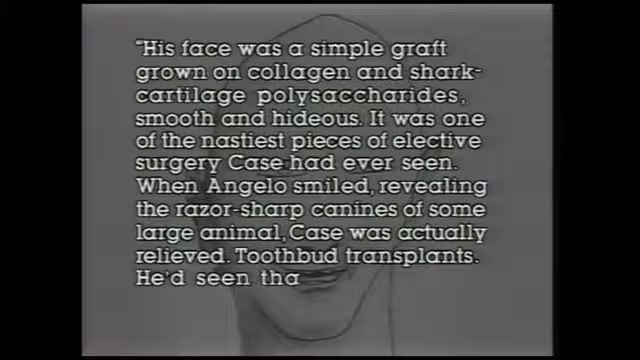 "His face was a simple graft
grown on collagen and shark-
cartilage polysaccharides,
smooth and hideous. It was one
of the nastiest pieces of elective
surgery Case had ever seen.
When Angelo smiled, revealing
the razor-sharp canines of some
large animal, Case was actually
relieved. Toothbud transplants.
He'd seen tha